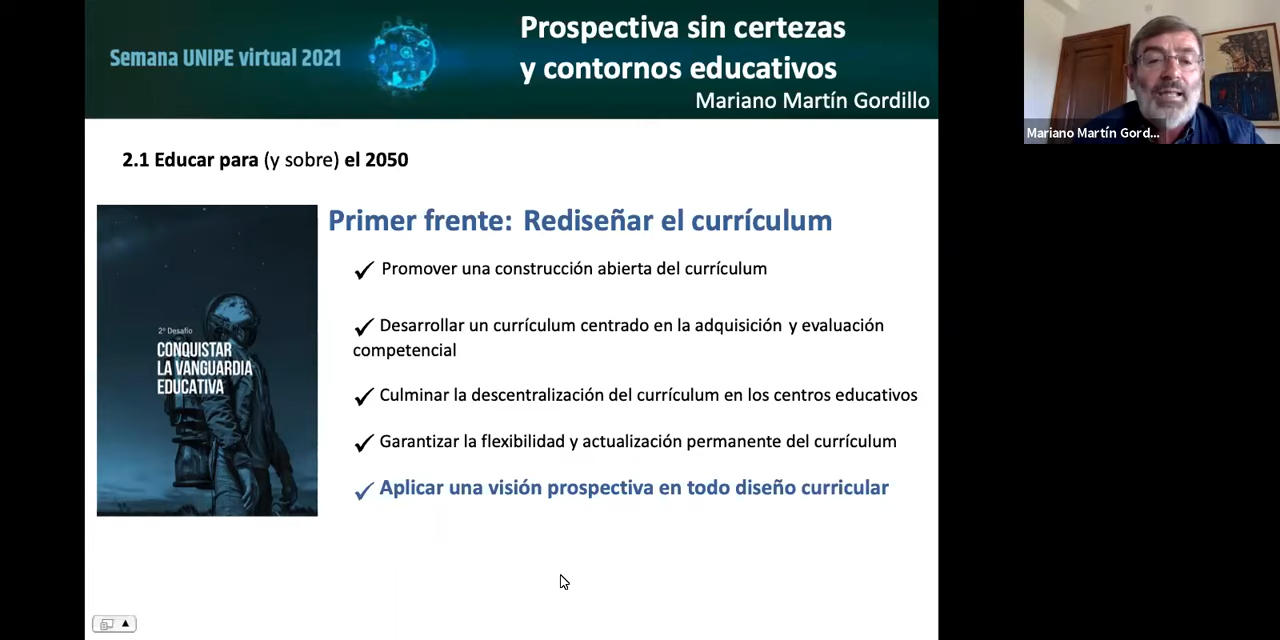 Semana UNIPE virtual 2021
Prospectiva sin certezas
y contornos educativos
Mariano Martín Gordillo
Mariano Martín Gord...
2.1 Educar para (y sobre) el 2050
2º Desafío
CONQUISTAR
LA VANGUARDIA
EDUCATIVA
Primer frente: Rediseñar el currículum
Promover una construcción abierta del currículum
Desarrollar un currículum centrado en la adquisición y evaluación
competencial
Culminar la descentralización del currículum en los centros educativos
Garantizar la flexibilidad y actualización permanente del currículum
Aplicar una visión prospectiva en todo diseño curricular